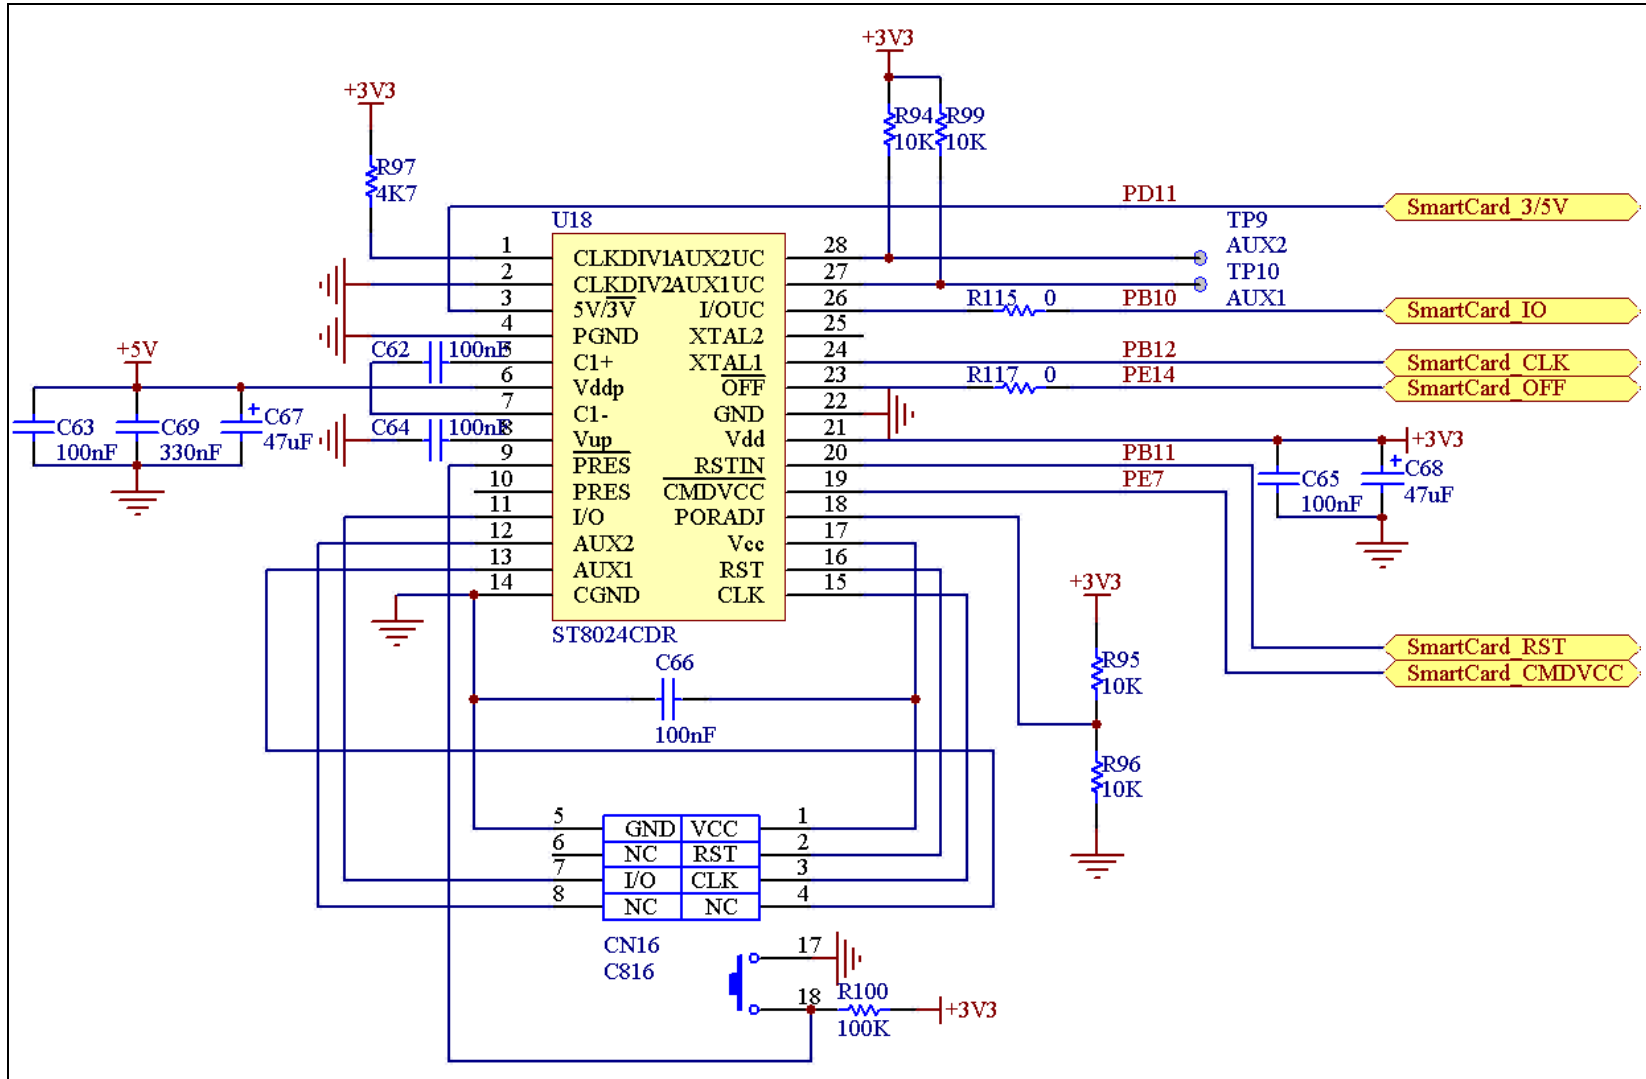 +3V3
+3V3
R94 R99
10K 10K
R97
4K7
PD11
SmartCard_3/5V
U18
TP9
AUX2
TP10
AUX1
1 CLKDIV1 AUX2UC 28
2 CLKDIV2 AUX1UC 27
3 5V/3V I/OUC 26 R115 0 PB10 SmartCard_IO
4 PGND XTAL2 25
C62 100nF 5 C1+ XTAL1 24 PB12 SmartCard_CLK
+5V
6 Vddp OFF 23 R117 0 PE14 SmartCard_OFF
7 C1- GND 22
C64 100nF 8 Vup Vdd 21 +3V3
C63 C69 + C67
100nF 330nF 47uF
9 PRES RSTIN 20 PB11
10 PRES CMDVCC 19 PE7
C65 + C68
100nF 47uF
11 I/O PORADJ 18
12 AUX2 Vcc 17
13 AUX1 RST 16
14 CGND CLK 15
+3V3
ST8024CDR
SmartCard_RST
SmartCard_CMDVCC
C66
100nF
R95
10K
R96
10K
5 GND VCC 1
6 NC RST 2
7 I/O CLK 3
8 NC NC 4
CN16
C816
17
18 R100 +3V3
100K